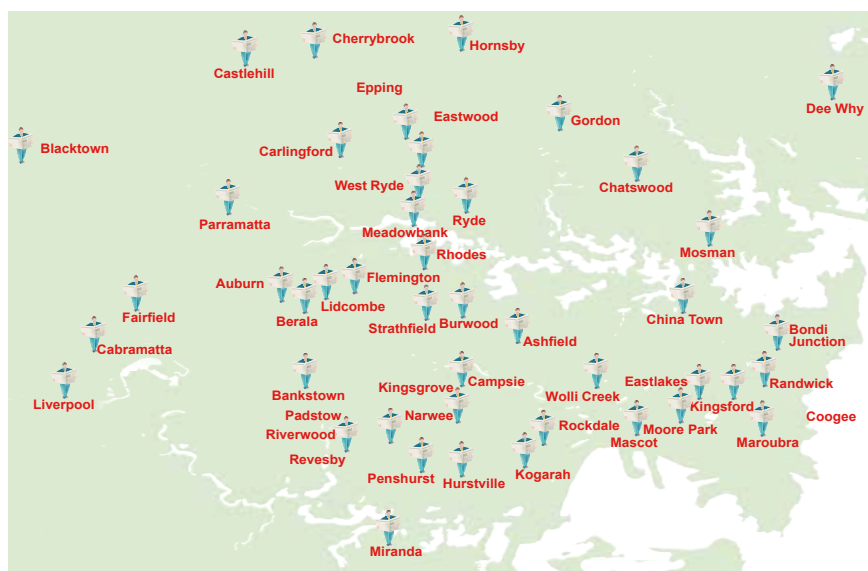 Cherrybrook
Hornsby
Castlehill
Epping
Dee Why
Eastwood
Gordon
Blacktown
Carlingford
Chatswood
West Ryde
Parramatta
Ryde
Meadowbank
Mosman
Rhodes
Flemington
Auburn
Lidcombe
Fairfield
Berala
China Town
Strathfield
Burwood
Bondi
Junction
Ashfield
Cabramatta
Bankstown
Kingsgrove
Campsie
Wolli Creek
Eastlakes
Randwick
Liverpool
Padstow
Narwee
Kingsford
Coogee
Riverwood
Rockdale
Moore Park
Mascot
Maroubra
Revesby
Penshurst
Hurstville
Kogarah
Miranda